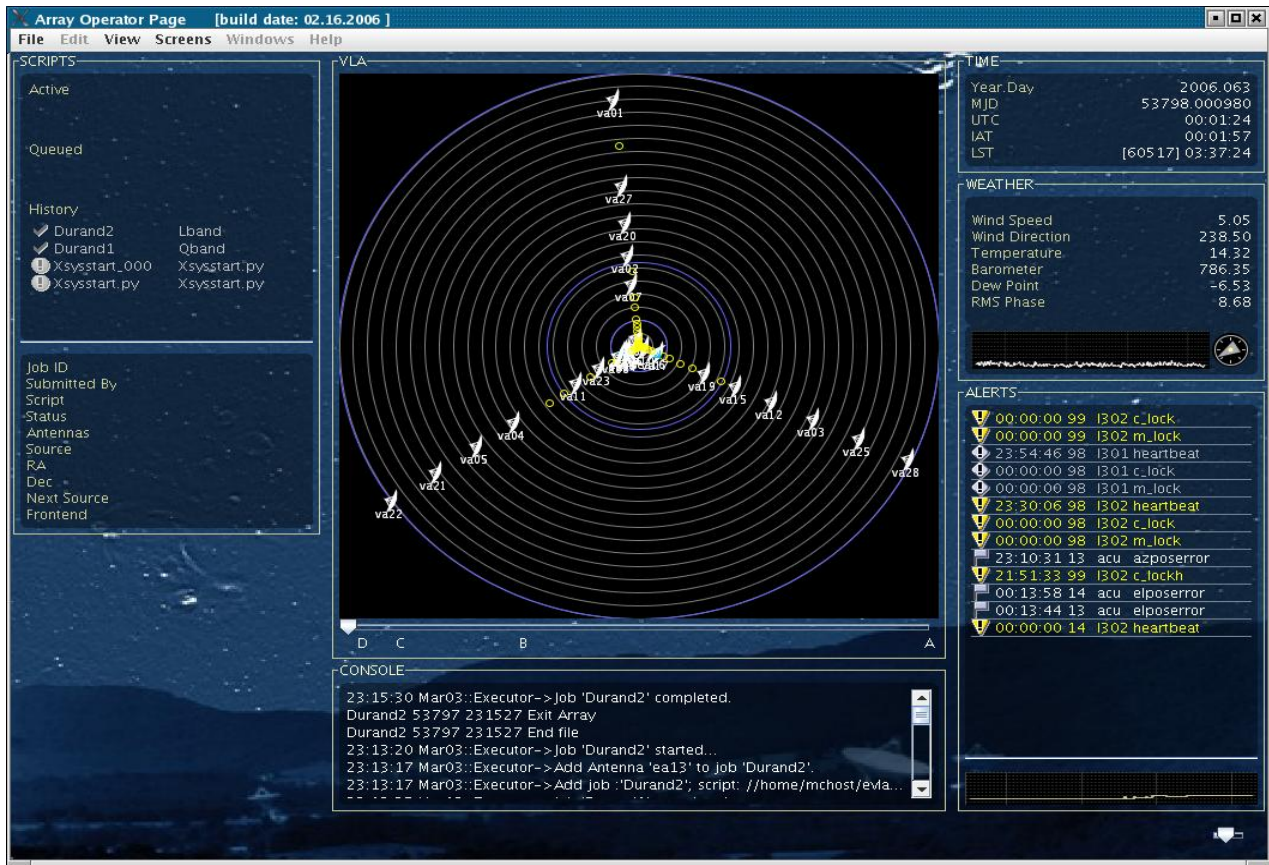 Array Operator Page [build date: 02.16.2006 ]
File Edit View Screens Windows Help
SCRIPTS
Active
Queued
History
Durand2 Lband
Durand1 Qband
Xsysstart_000 Xsysstart.py
Xsysstart.py Xsysstart.py
Job ID
Submitted By
Script
Status
Antennas
Source
RA
Dec
Next Source
Frontend
VLA
va01
va27
va20
va02
va07
va23
va11
va04
va05
va21
va22
va19
va15
va12
va03
va25
va28
D C B A
CONSOLE
23:15:30 Mar03::Executor->Job 'Durand2' completed.
Durand2 53797 231527 Exit Array
Durand2 53797 231527 End file
23:13:20 Mar03::Executor->Job 'Durand2' started...
23:13:17 Mar03::Executor->Add Antenna 'ea13' to job 'Durand2'.
23:13:17 Mar03::Executor->Add job :'Durand2'; script: //home/mchost/evla...
TIME
Year.Day 2006.063
MJD 53798.000980
UTC 00:01:24
IAT 00:01:57
LST [60517] 03:37:24
WEATHER
Wind Speed 5.05
Wind Direction 238.50
Temperature 14.32
Barometer 786.35
Dew Point -6.53
RMS Phase 8.68
ALERTS
00:00:00 99 l302 c_lock
00:00:00 99 l302 m_lock
23:54:46 98 l301 heartbeat
00:00:00 98 l301 c_lock
00:00:00 98 l301 m_lock
23:30:06 98 l302 heartbeat
00:00:00 98 l302 c_lock
00:00:00 98 l302 m_lock
23:10:31 13 acu azposerror
21:51:33 99 l302 c_lockh
00:13:58 14 acu elposerror
00:13:44 13 acu elposerror
00:00:00 14 l302 heartbeat